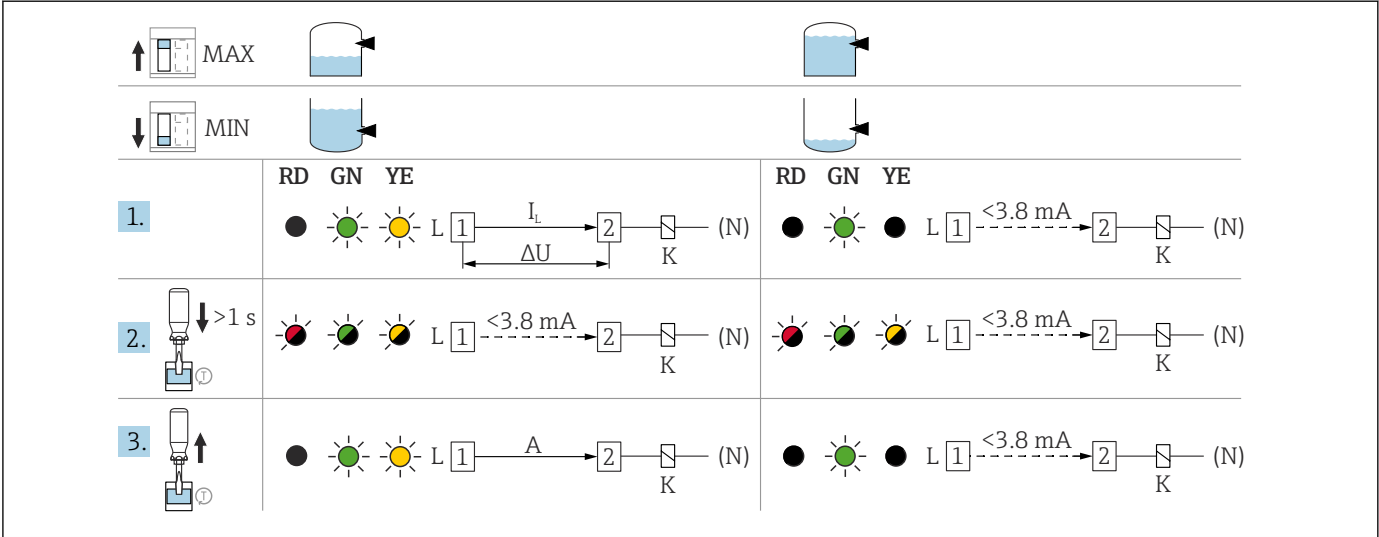 MAX
MIN
RD GN YE
RD GN YE
1.
L 1 I_L 2 (N)
ΔU
K
L 1 <3.8 mA 2 (N)
K
2.
>1 s
T
L 1 <3.8 mA 2 (N)
K
L 1 <3.8 mA 2 (N)
K
3.
T
L 1 A 2 (N)
K
L 1 <3.8 mA 2 (N)
K